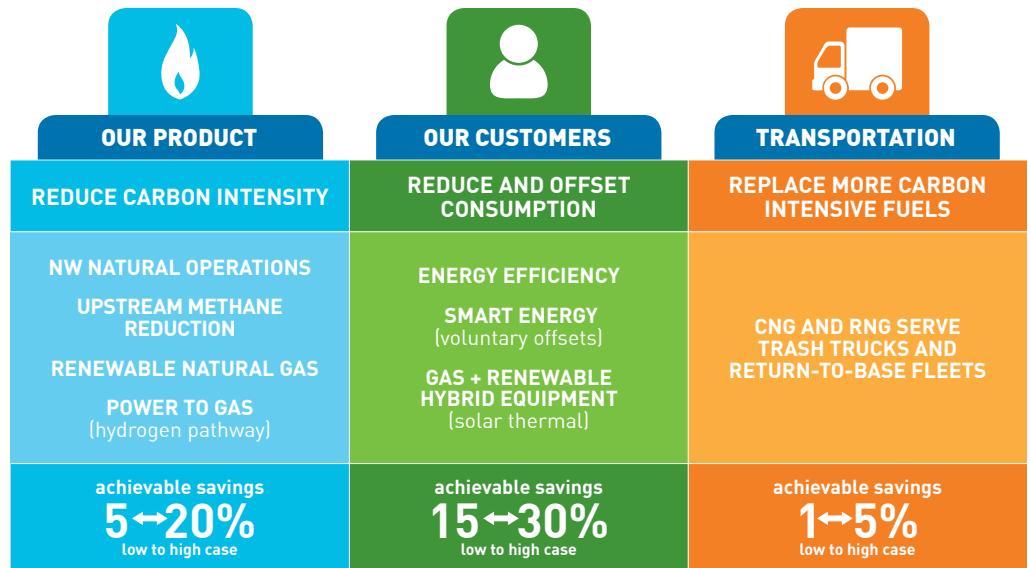 OUR PRODUCT
REDUCE CARBON INTENSITY
NW NATURAL OPERATIONS
UPSTREAM METHANE
REDUCTION
RENEWABLE NATURAL GAS
POWER TO GAS
(hydrogen pathway)
achievable savings
5↔20%
low to high case
OUR CUSTOMERS
REDUCE AND OFFSET
CONSUMPTION
ENERGY EFFICIENCY
SMART ENERGY
(voluntary offsets)
GAS + RENEWABLE
HYBRID EQUIPMENT
(solar thermal)
achievable savings
15↔30%
low to high case
TRANSPORTATION
REPLACE MORE CARBON
INTENSIVE FUELS
CNG AND RNG SERVE
TRASH TRUCKS AND
RETURN-TO-BASE FLEETS
achievable savings
1↔5%
low to high case